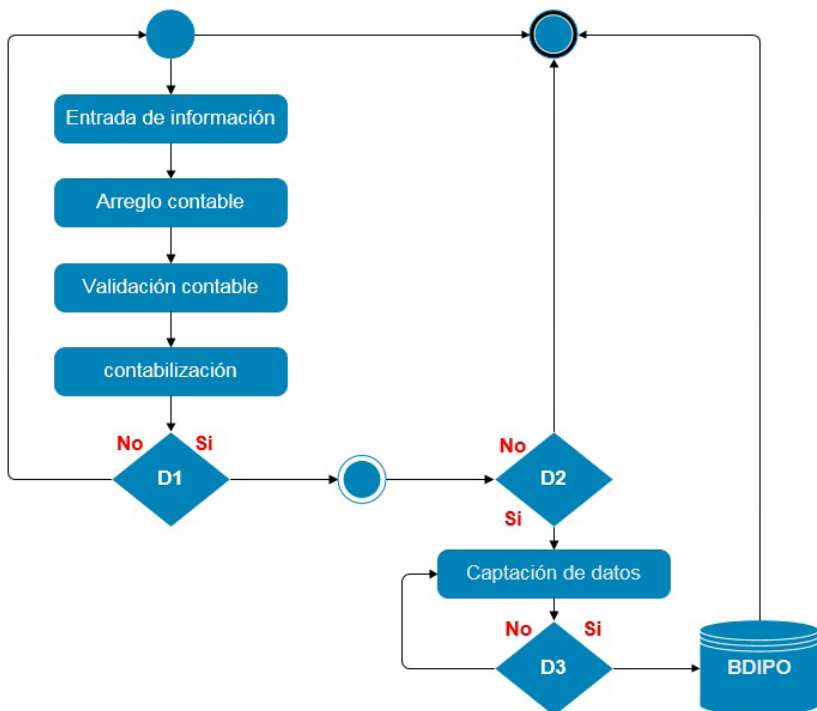 Entrada de información
Arreglo contable
Validación contable
contabilización
No
Si
D1
No
D2
Si
Captación de datos
No
Si
D3
BDIPO